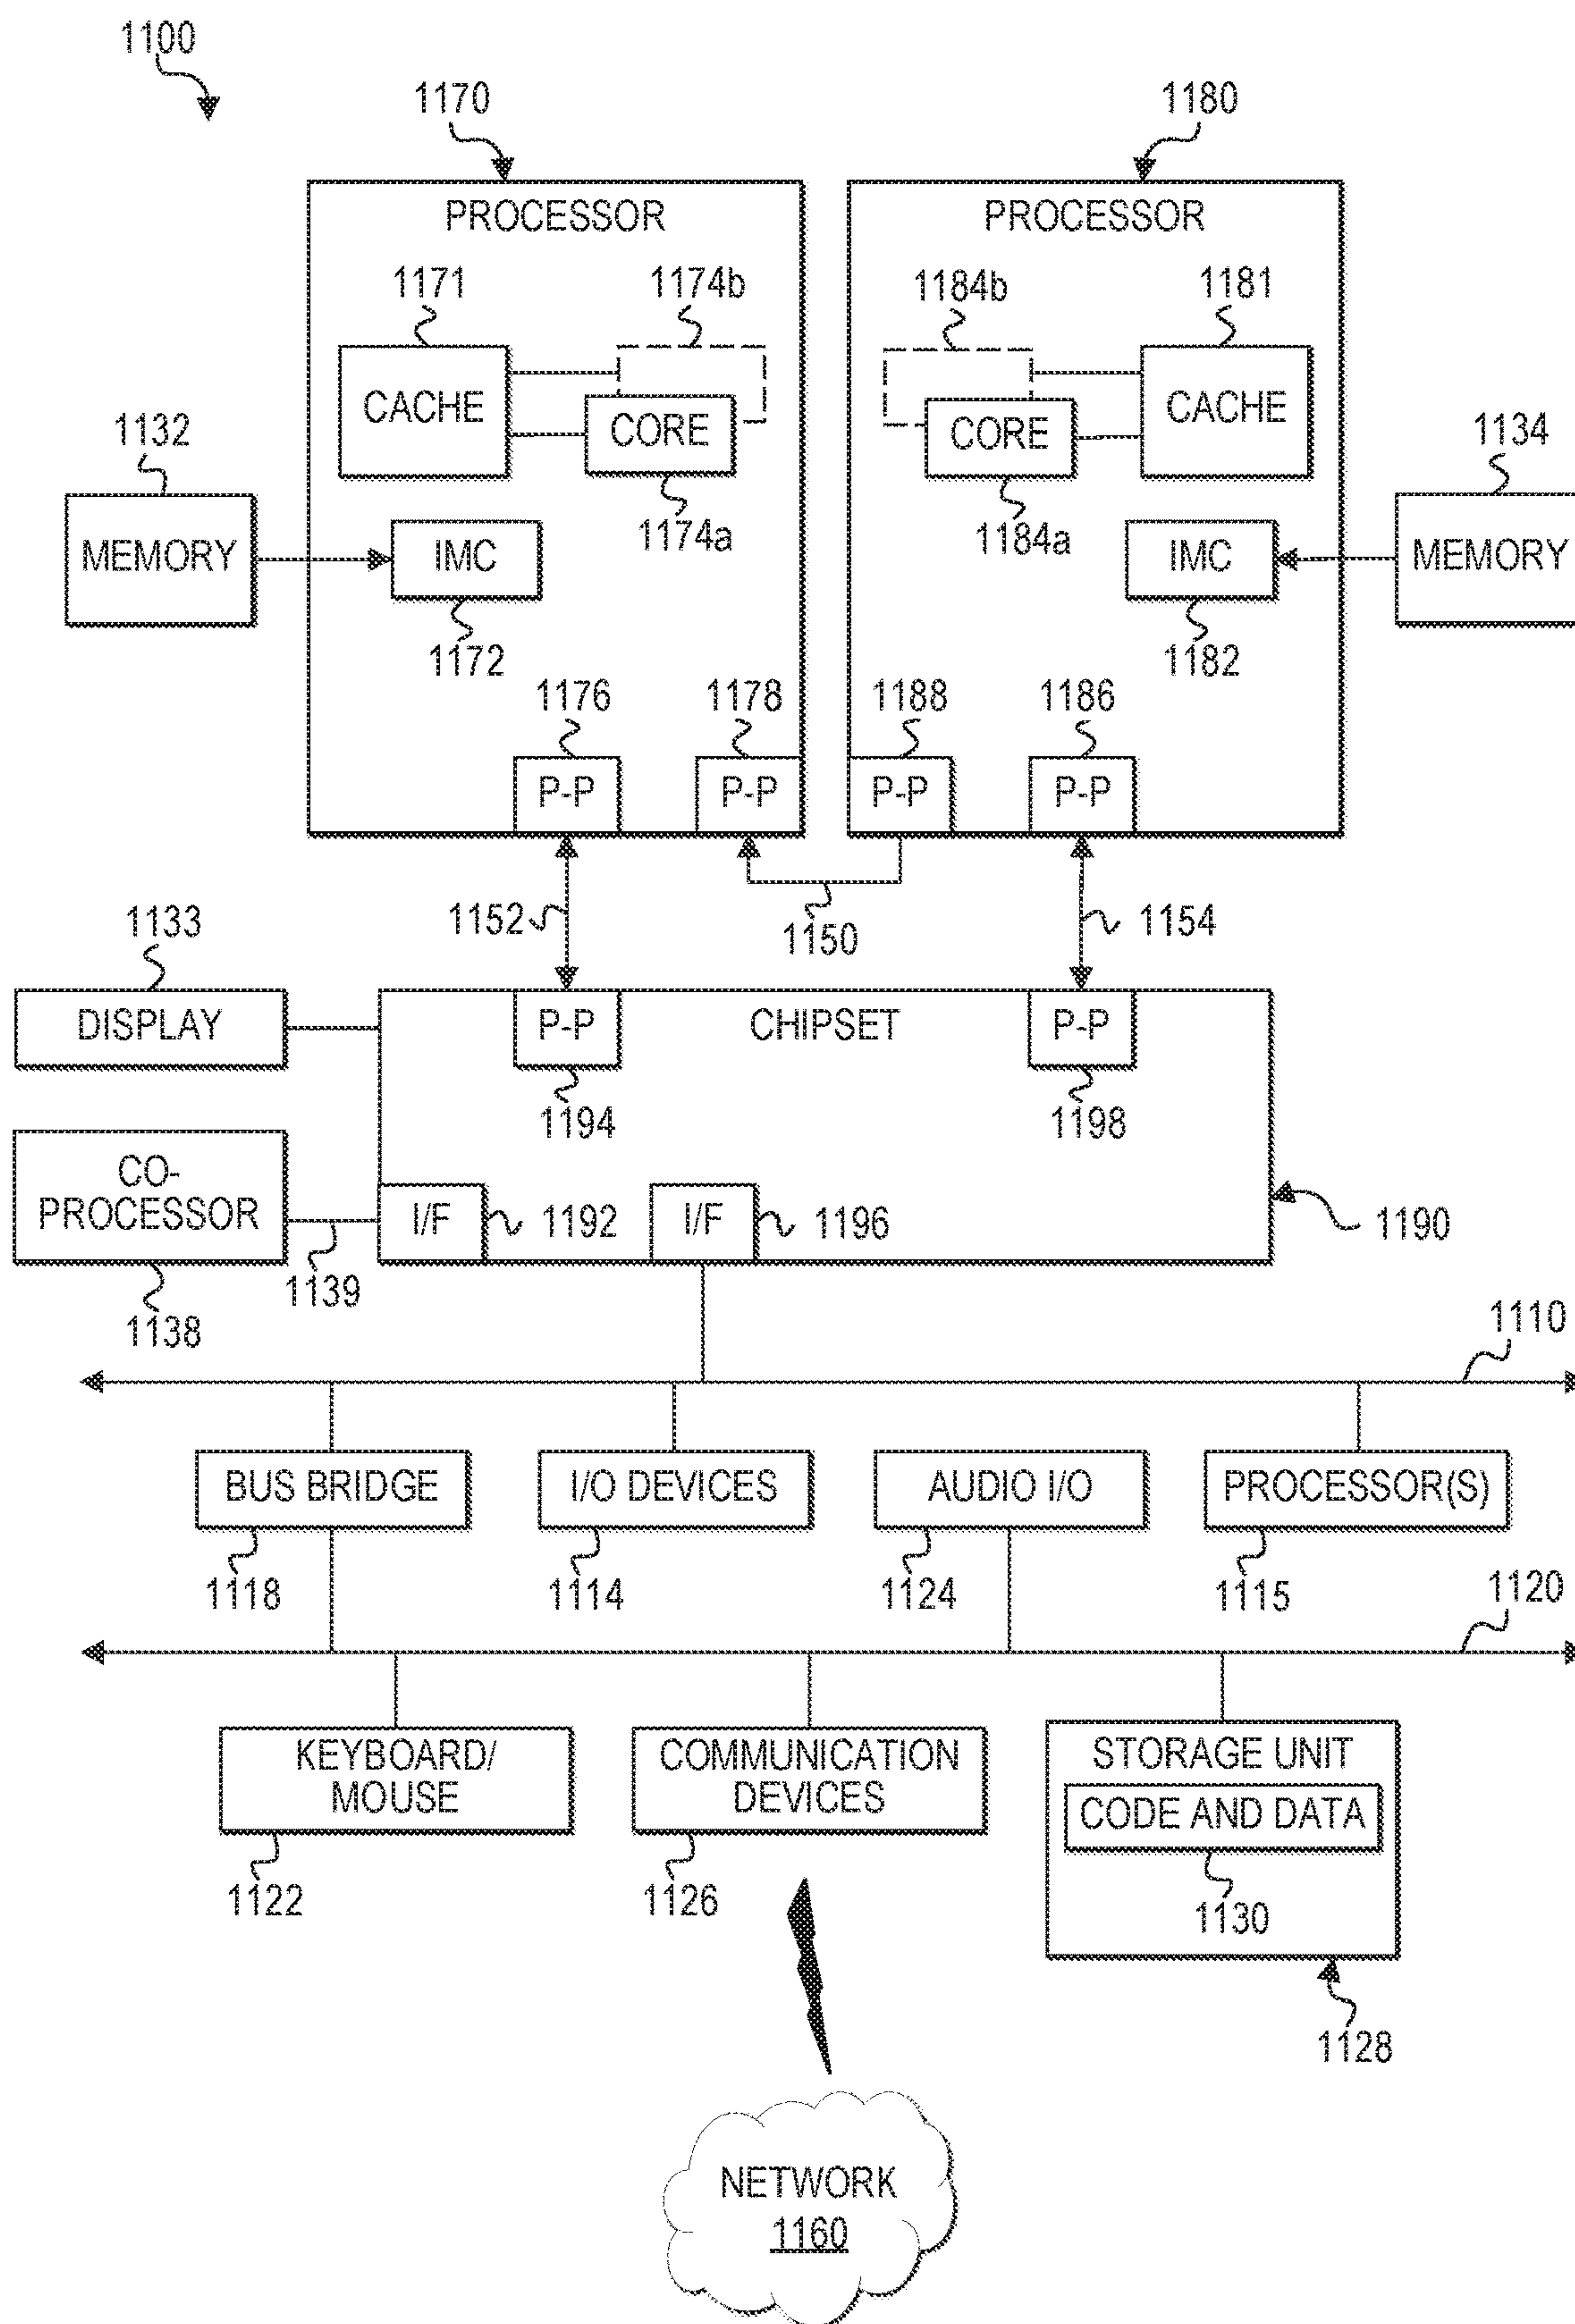 1100
1170
1180
PROCESSOR
PROCESSOR
1171
1174b
1184b
1181
CACHE
CORE
CORE
CACHE
1132
1134
1174a
1184a
MEMORY
IMC
IMC
MEMORY
1172
1182
1176
1178
1188
1186
P-P
P-P
P-P
P-P
1152
1150
1154
1133
DISPLAY
P-P
CHIPSET
P-P
1194
1198
CO-
PROCESSOR
I/F
1192
I/F
1196
1190
1139
1138
1110
BUS BRIDGE
I/O DEVICES
AUDIO I/O
PROCESSOR(S)
1118
1114
1124
1115
1120
KEYBOARD/
MOUSE
COMMUNICATION
DEVICES
STORAGE UNIT
CODE AND DATA
1122
1126
1130
1128
NETWORK
1160